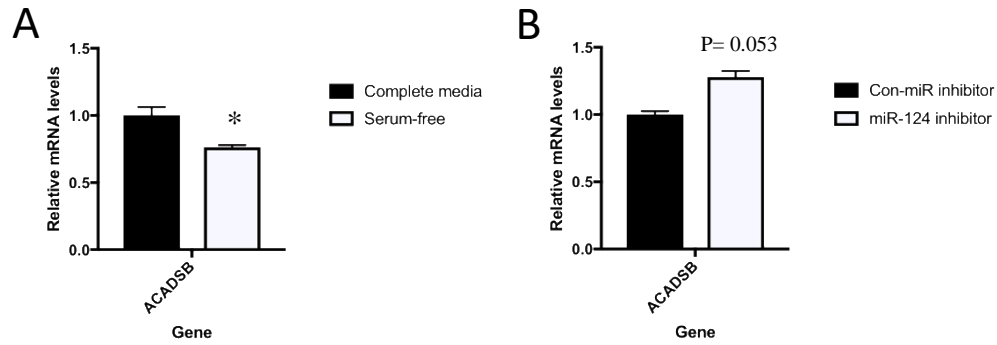 A
Relative mRNA levels
1.5
1.0
0.5
0.0
*
ACADSB
Gene
Complete media
Serum-free
B
Relative mRNA levels
1.5
1.0
0.5
0.0
P= 0.053
ACADSB
Gene
Con-miR inhibitor
miR-124 inhibitor